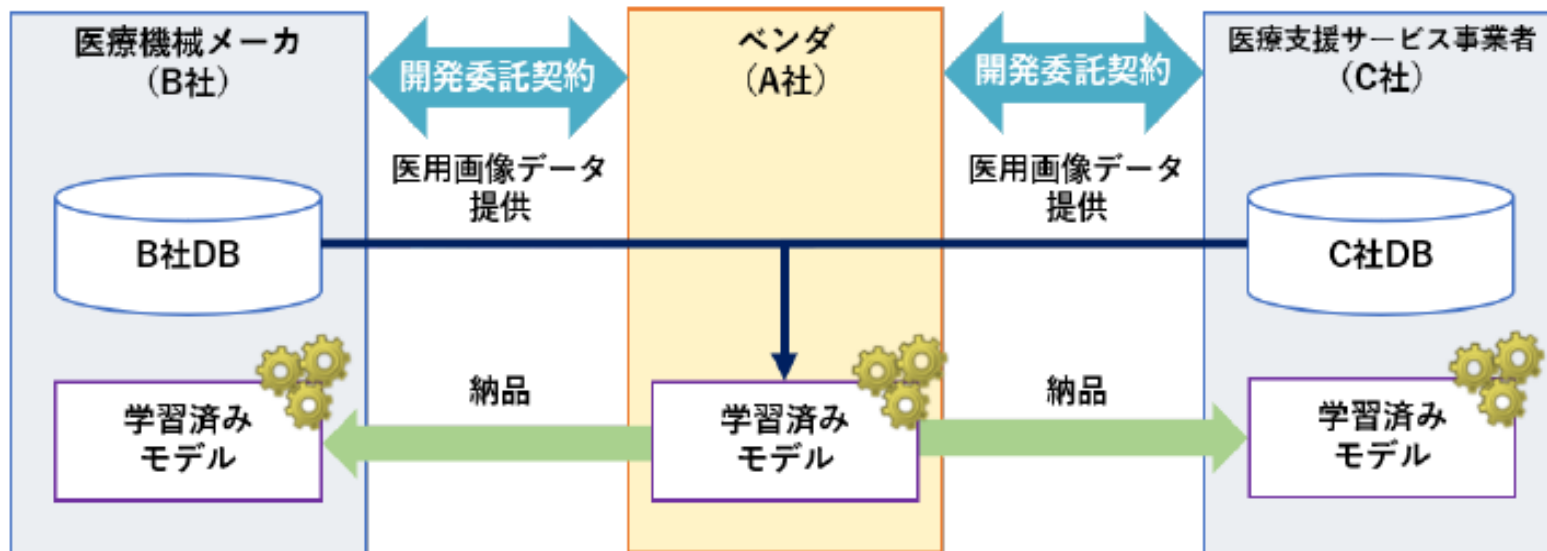 医療機械メーカ
（B社）
開発委託契約
ベンダ
（A社）
開発委託契約
医療支援サービス事業者
（C社）
医用画像データ
提供
医用画像データ
提供
B社DB
C社DB
納品
納品
学習済み
モデル
学習済み
モデル
学習済み
モデル